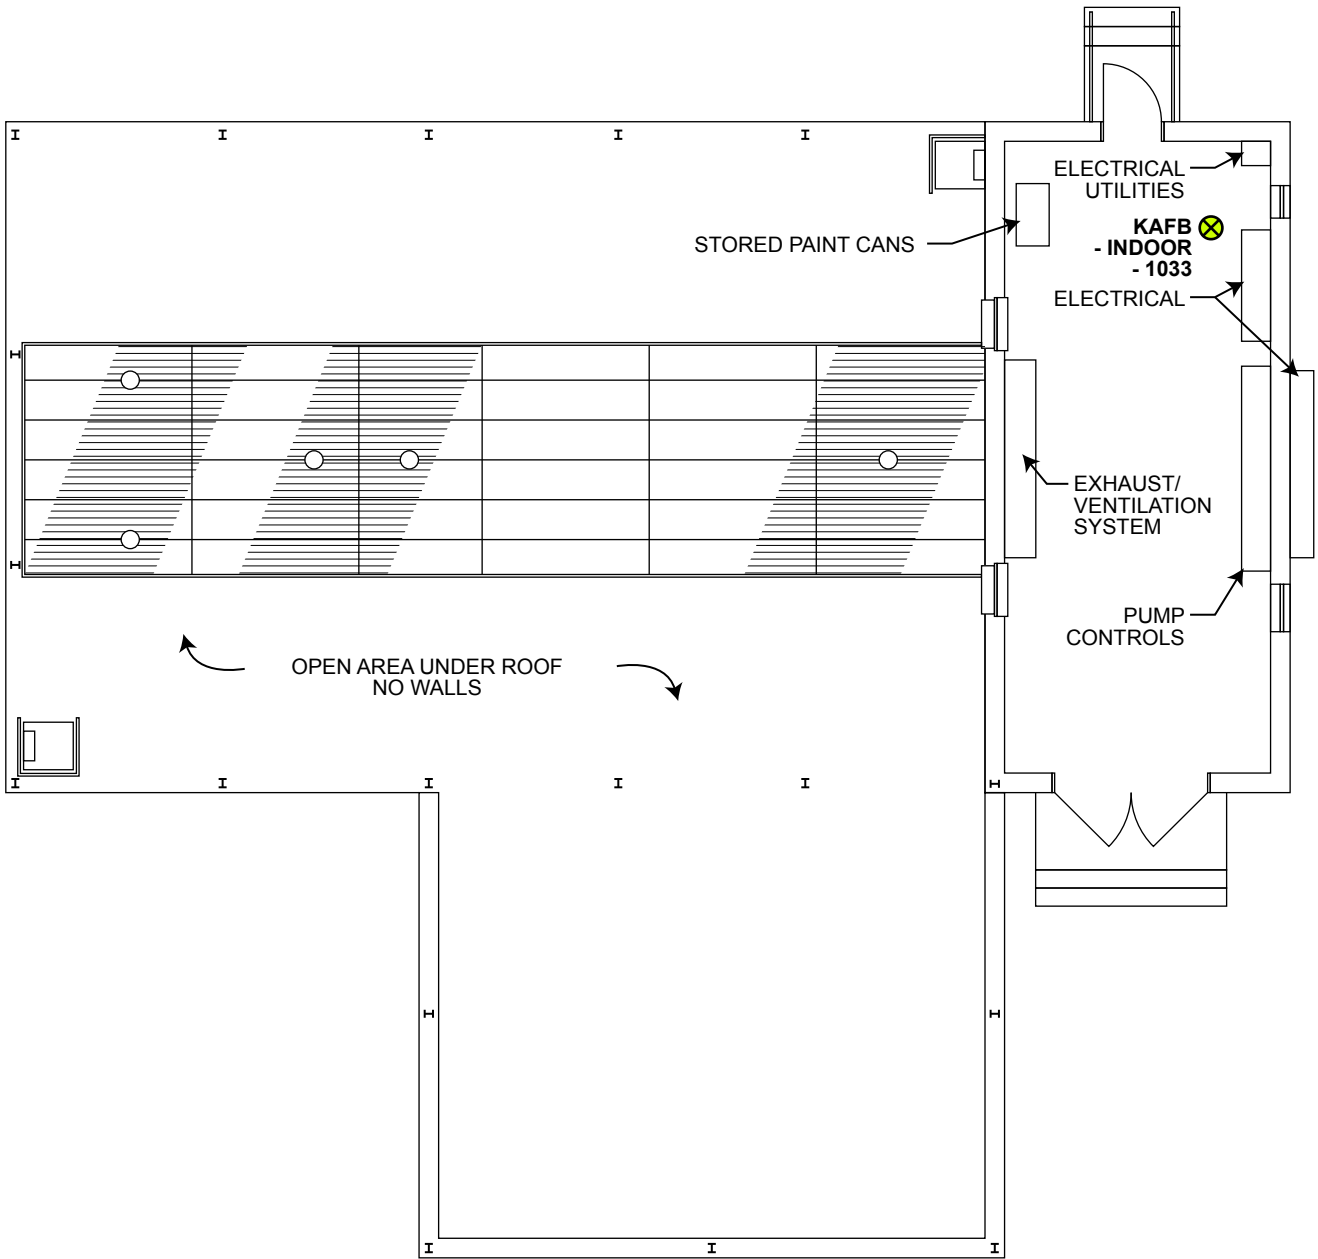 ELECTRICAL
UTILITIES
STORED PAINT CANS
KAFB
- INDOOR
- 1033
ELECTRICAL
EXHAUST/
VENTILATION
SYSTEM
PUMP
CONTROLS
OPEN AREA UNDER ROOF
NO WALLS